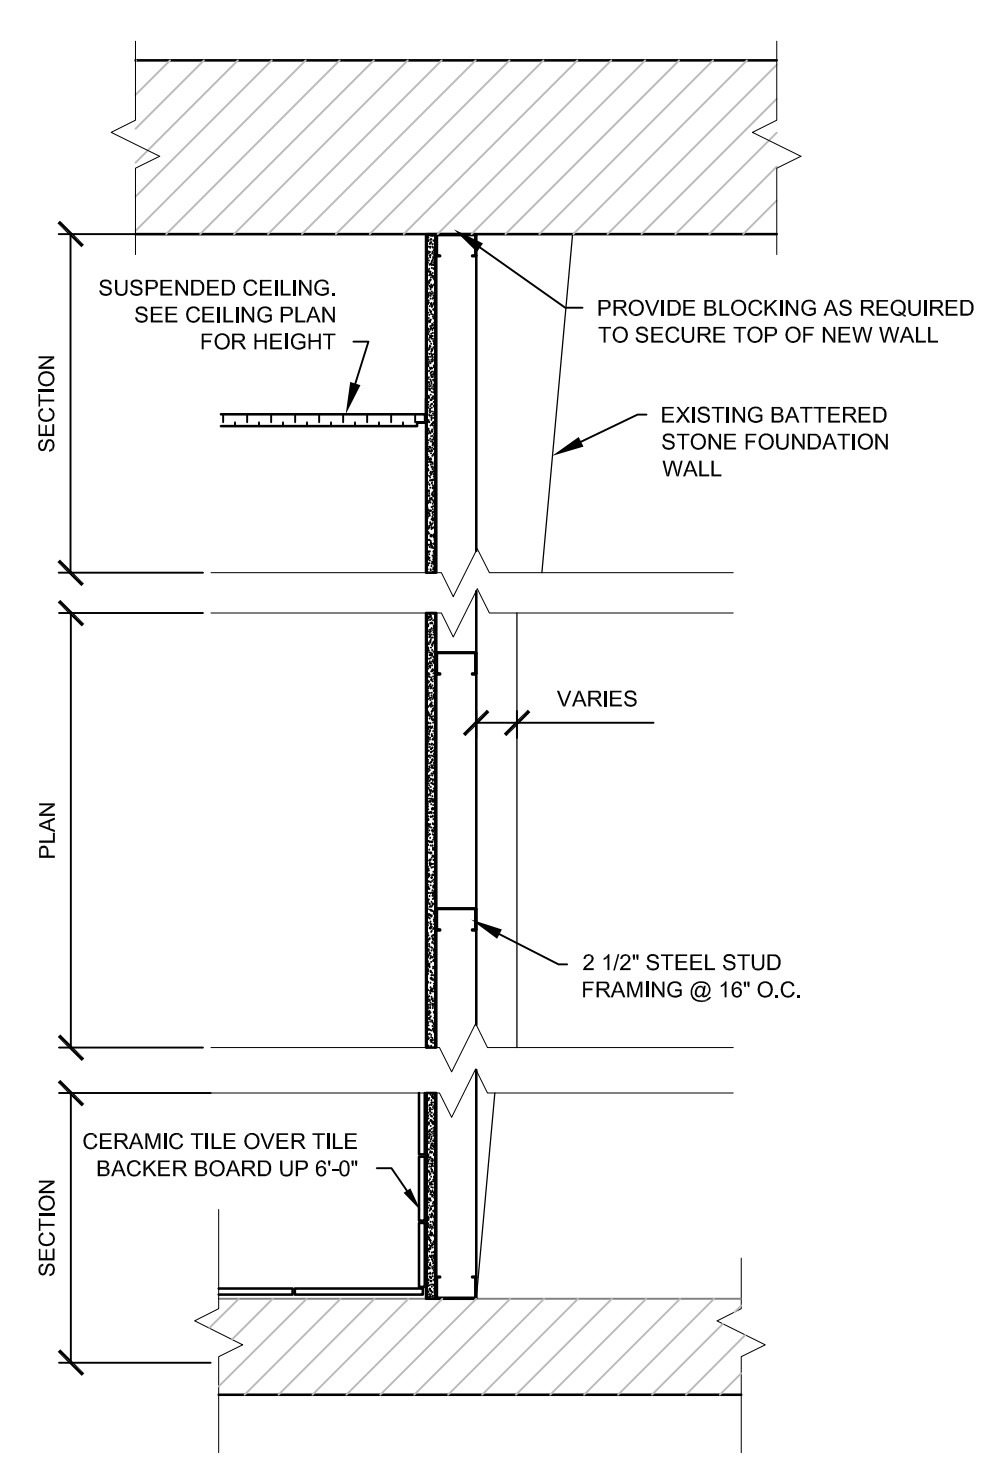 SUSPENDED CEILING.
SEE CEILING PLAN
FOR HEIGHT
PROVIDE BLOCKING AS REQUIRED
TO SECURE TOP OF NEW WALL
SECTION
EXISTING BATTERED
STONE FOUNDATION
WALL
VARIES
PLAN
2 1/2" STEEL STUD
FRAMING @ 16" O.C.
CERAMIC TILE OVER TILE
BACKER BOARD UP 6'-0"
SECTION